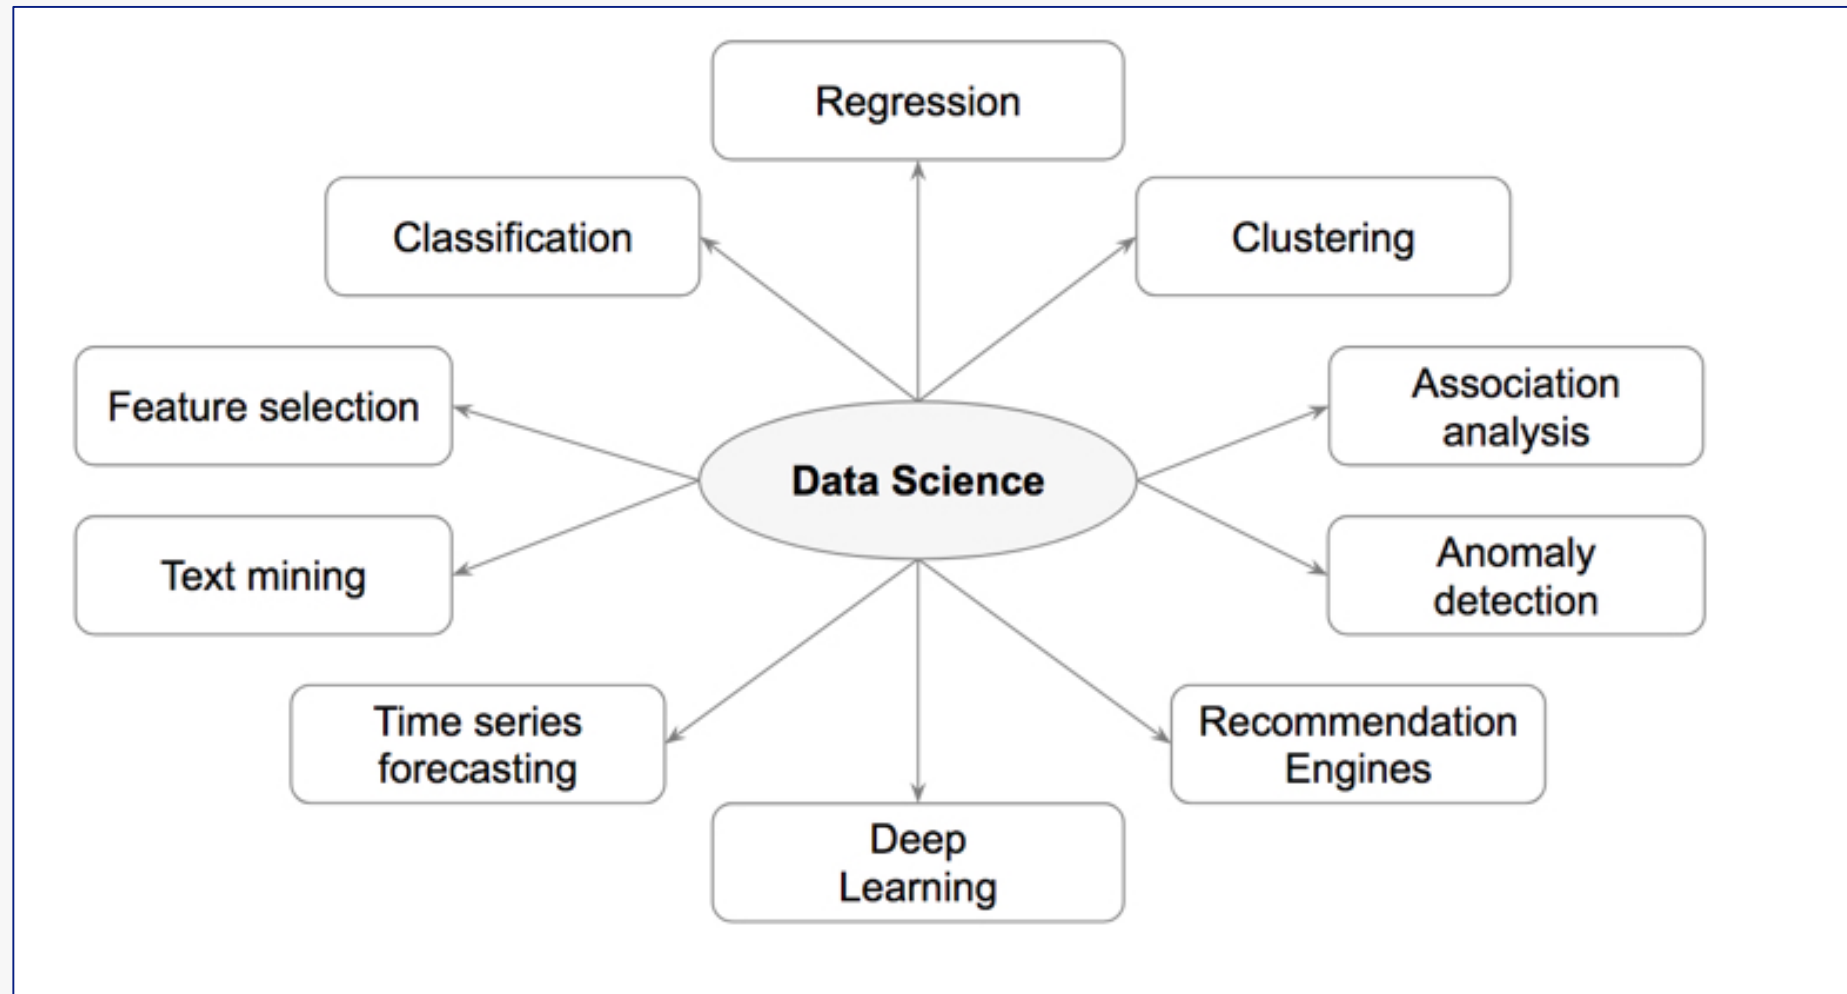 Regression
Classification
Clustering
Feature selection
Association
analysis
Data Science
Text mining
Anomaly
detection
Time series
forecasting
Recommendation
Engines
Deep
Learning